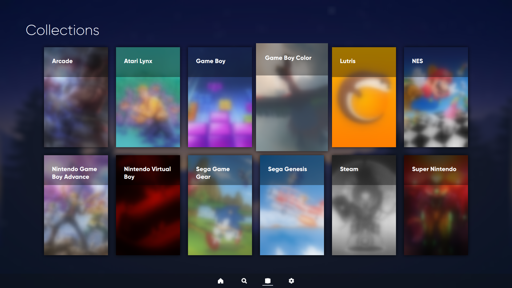 Collections
Arcade
Atari Lynx
Game Boy
Game Boy Color
Lutris
NES
Nintendo Game
Boy Advance
Nintendo Virtual
Boy
Sega Game
Gear
Sega Genesis
Steam
Super Nintendo